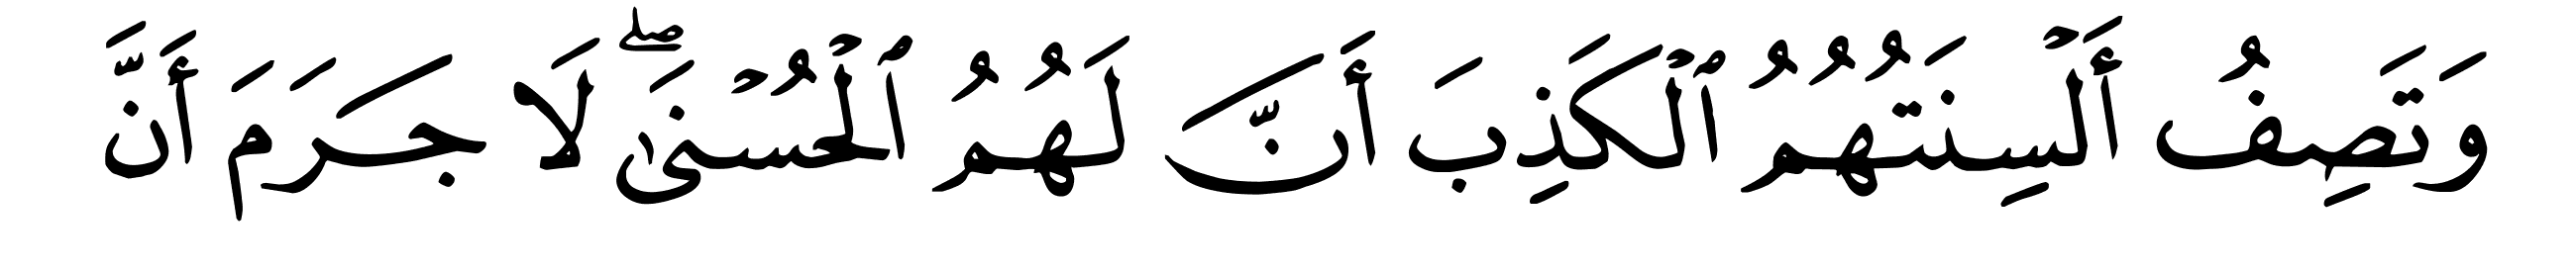 وَتَصِفُ أَلْسِنَتُهُمُ ٱلْكَذِبَ أَنَّ لَهُمُ ٱلْحُسْنَىٰۖ لَا جَرَمَ أَنَّ